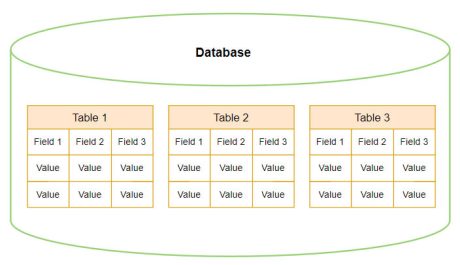 Database
Table 1 Table 2 Table 3
Field 1 Field 2 Field 3 Field 1 Field 2 Field 3 Field 1 Field 2 Field 3
Value Value Value Value Value Value Value Value Value
Value Value Value Value Value Value Value Value Value